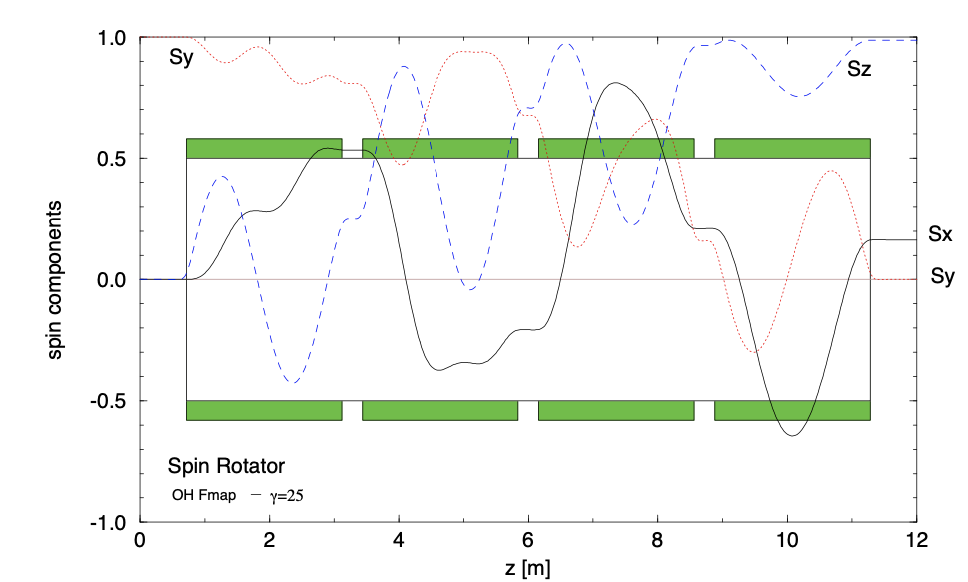 1.0
Sy
Sz
0.5
spin components
Sx
0.0
Sy
-0.5
Spin Rotator
OH Fmap — γ=25
-1.0
0 2 4 6 8 10 12
z [m]